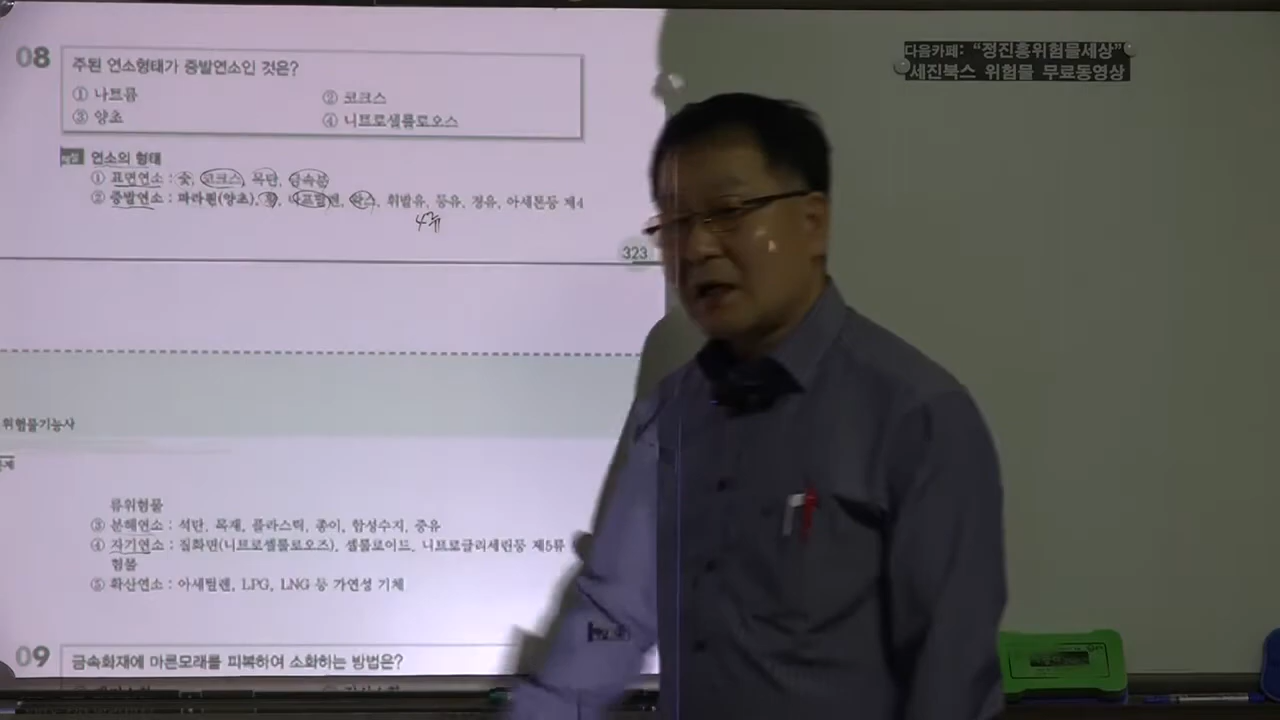 다음카페: "정진홍위험물세상"
세진북스 위험물 무료동영상
08 주된 연소형태가 증발연소인 것은?
① 나트륨 ② 코크스
③ 양초 ④ 니트로셀룰로오스
연소의 형태
① 표면연소 : 숯, 코크스, 목탄, 금속분
② 증발연소 : 파라핀(양초), 황, 나프탈렌, 왁스, 휘발유, 등유, 경유, 아세톤등 제4
4류
323
위험물기능사
류위험물
③ 분해연소 : 석탄, 목재, 플라스틱, 종이, 합성수지, 중유
④ 자기연소 : 질화면(니트로셀룰로오즈), 셀룰로이드, 니트로글리세린등 제5류
험물
⑤ 확산연소 : 아세틸렌, LPG, LNG 등 가연성 기체
09 금속화재에 마른모래를 피복하여 소화하는 방법은?